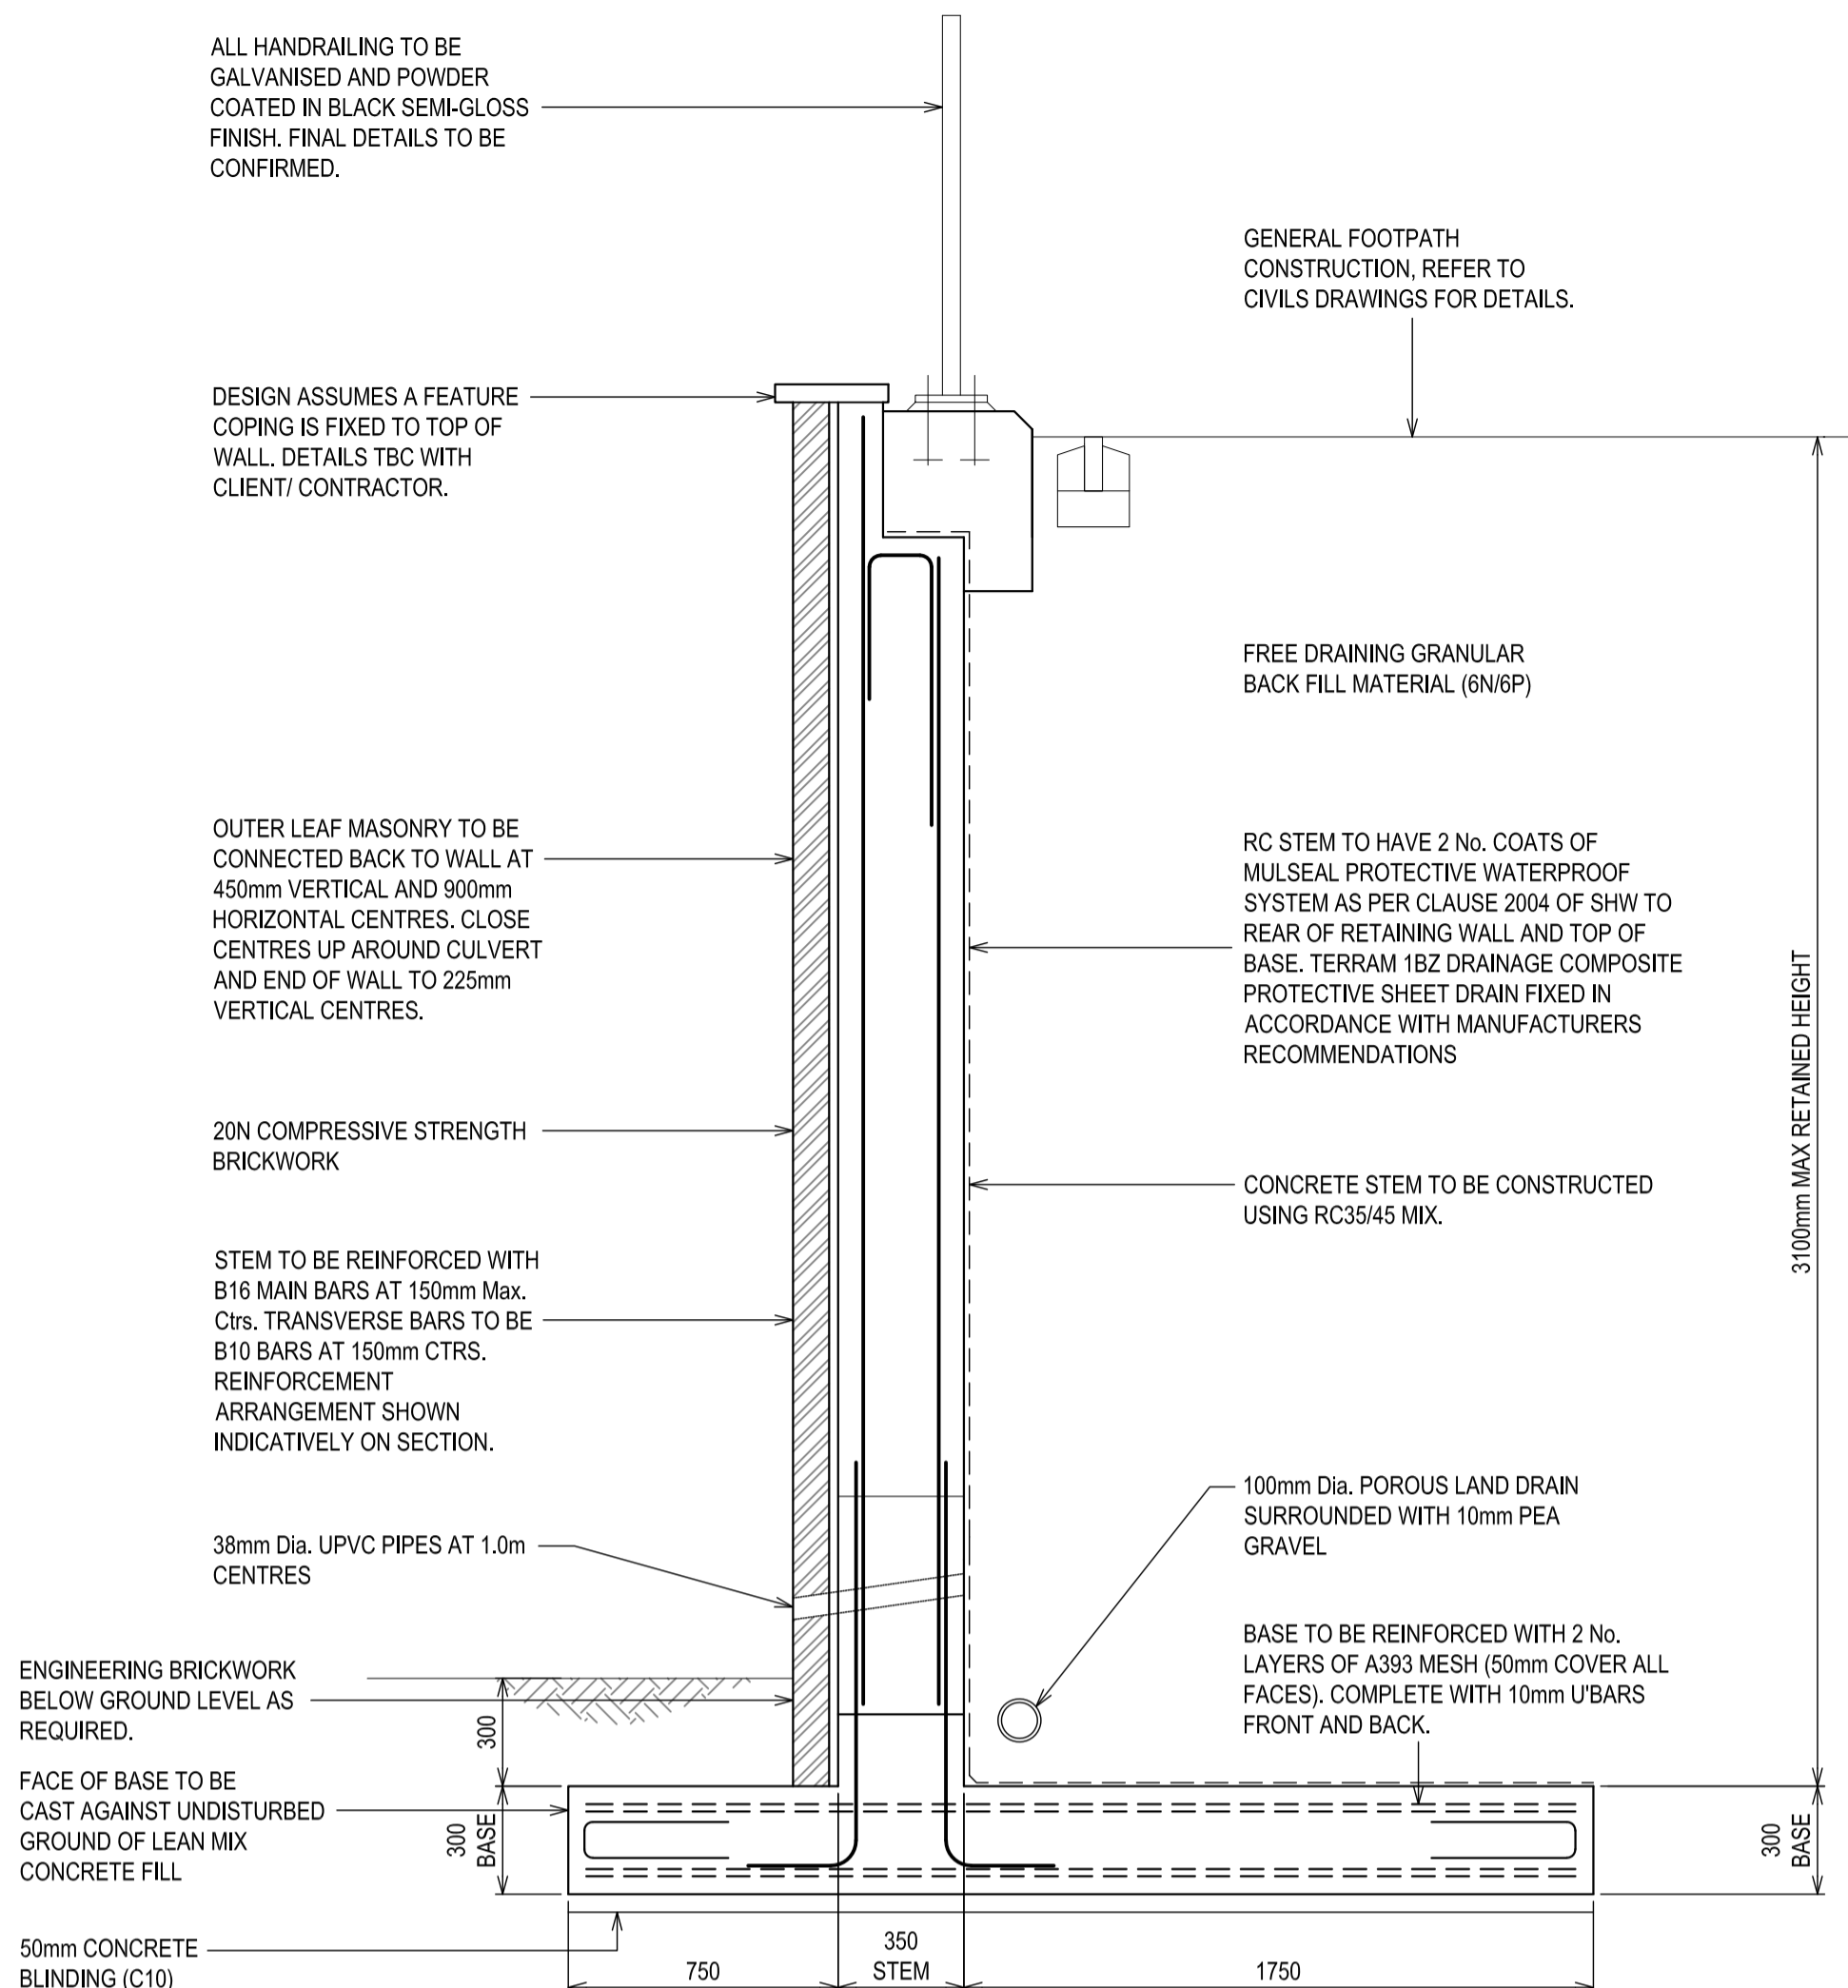 ALL HANDRAILING TO BE
GALVANISED AND POWDER
COATED IN BLACK SEMI-GLOSS
FINISH. FINAL DETAILS TO BE
CONFIRMED.
GENERAL FOOTPATH
CONSTRUCTION, REFER TO
CIVILS DRAWINGS FOR DETAILS.
DESIGN ASSUMES A FEATURE
COPING IS FIXED TO TOP OF
WALL. DETAILS TBC WITH
CLIENT/ CONTRACTOR.
FREE DRAINING GRANULAR
BACK FILL MATERIAL (6N/6P)
OUTER LEAF MASONRY TO BE
CONNECTED BACK TO WALL AT
450mm VERTICAL AND 900mm
HORIZONTAL CENTRES. CLOSE
CENTRES UP AROUND CULVERT
AND END OF WALL TO 225mm
VERTICAL CENTRES.
RC STEM TO HAVE 2 No. COATS OF
MULSEAL PROTECTIVE WATERPROOF
SYSTEM AS PER CLAUSE 2004 OF SHW TO
REAR OF RETAINING WALL AND TOP OF
BASE. TERRAM 1BZ DRAINAGE COMPOSITE
PROTECTIVE SHEET DRAIN FIXED IN
ACCORDANCE WITH MANUFACTURERS
RECOMMENDATIONS
3100mm MAX RETAINED HEIGHT
20N COMPRESSIVE STRENGTH
BRICKWORK
CONCRETE STEM TO BE CONSTRUCTED
USING RC35/45 MIX.
STEM TO BE REINFORCED WITH
B16 MAIN BARS AT 150mm Max.
Ctrs. TRANSVERSE BARS TO BE
B10 BARS AT 150mm CTRS.
REINFORCEMENT
ARRANGEMENT SHOWN
INDICATIVELY ON SECTION.
100mm Dia. POROUS LAND DRAIN
SURROUNDED WITH 10mm PEA
GRAVEL
38mm Dia. UPVC PIPES AT 1.0m
CENTRES
BASE TO BE REINFORCED WITH 2 No.
LAYERS OF A393 MESH (50mm COVER ALL
FACES). COMPLETE WITH 10mm U'BARS
FRONT AND BACK.
ENGINEERING BRICKWORK
BELOW GROUND LEVEL AS
REQUIRED.
300
FACE OF BASE TO BE
CAST AGAINST UNDISTURBED
GROUND OF LEAN MIX
CONCRETE FILL
300
BASE
300
BASE
50mm CONCRETE
BLINDING (C10)
750
350
STEM
1750